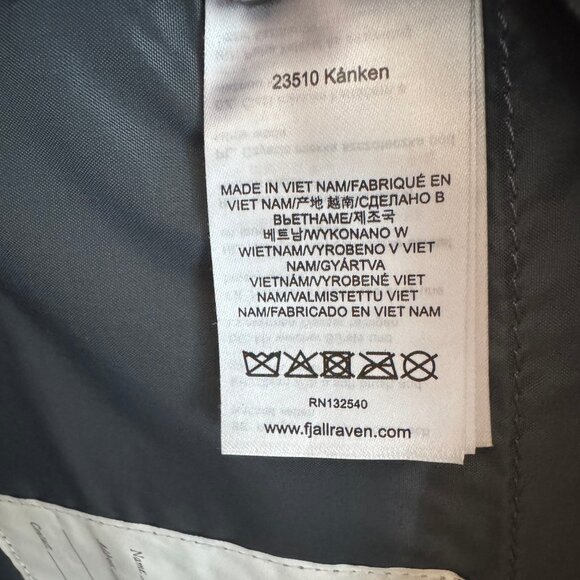 23510 Kånken
MADE IN VIET NAM/FABRIQUÉ EN
VIET NAM/产地 越南/СДЕЛАНО В
ВЬЕТНАМЕ/제조국
베트남/WYKONANO W
WIETNAM/VYROBENO V VIET
NAM/GYÁRTVA
VIETNÁM/VYROBENÉ VIET
NAM/VALMISTETTU VIET
NAM/FABRICADO EN VIET NAM
RN132540
www.fjallraven.com
Name